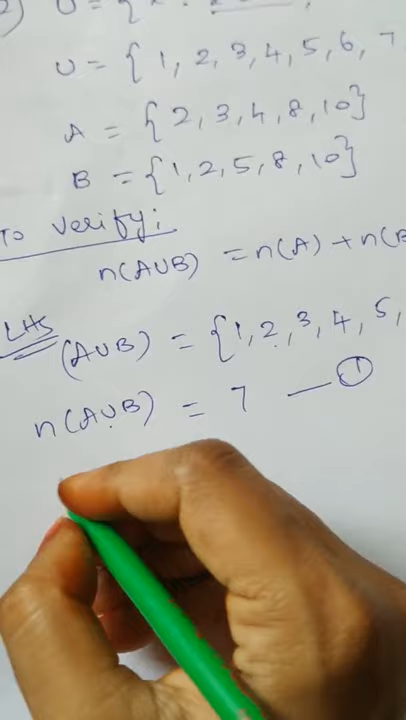 2) U = {x
U = {1, 2, 3, 4, 5, 6, 7,
A = {2, 3, 4, 8, 10}
B = {1, 2, 5, 8, 10}
To verify:
n(A∪B) = n(A) + n(B
LHS
(A∪B) = {1, 2, 3, 4, 5,
n(A∪B) = 7 — ①